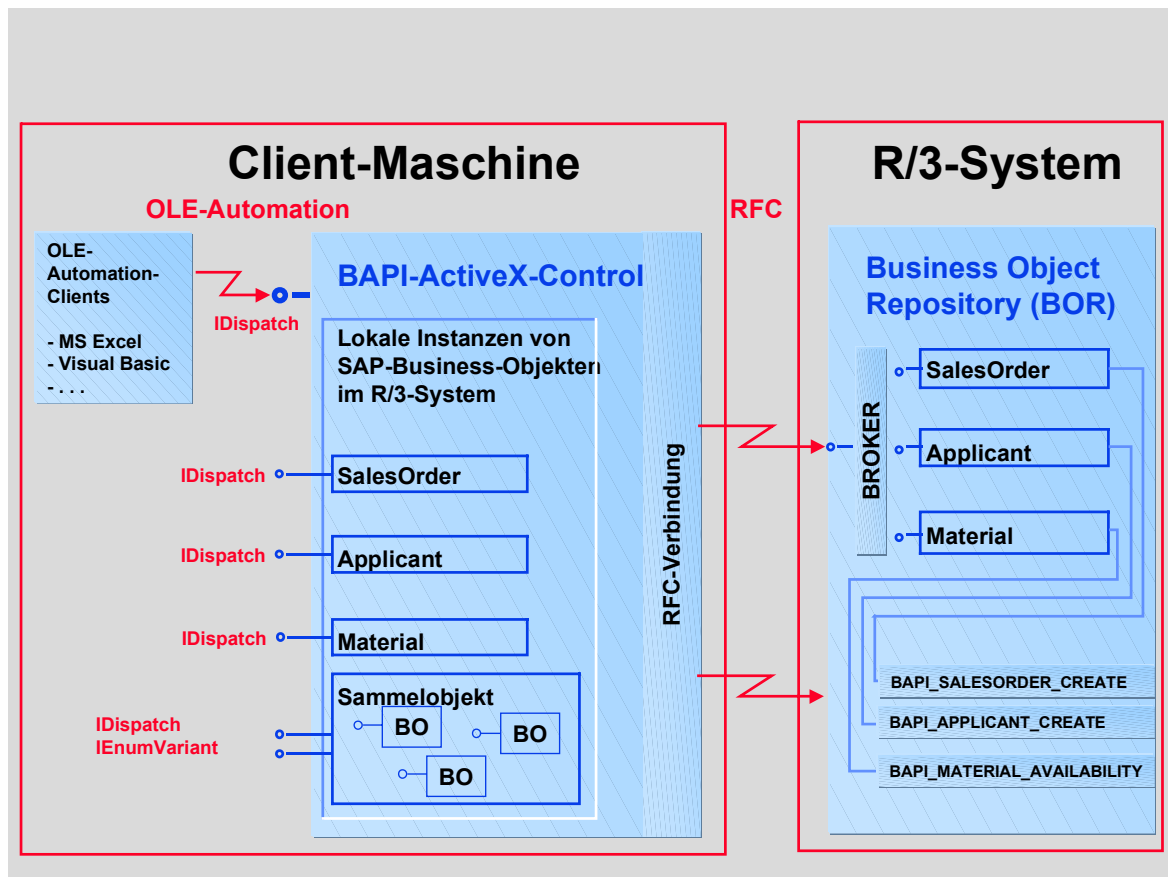 Client-Maschine
OLE-Automation
OLE-
Automation-
Clients
- MS Excel
- Visual Basic
- . . .
IDispatch
BAPI-ActiveX-Control
Lokale Instanzen von
SAP-Business-Objekten
im R/3-System
IDispatch
SalesOrder
IDispatch
Applicant
IDispatch
Material
IDispatch
IEnumVariant
Sammelobjekt
BO
BO
BO
RFC-Verbindung
RFC
R/3-System
Business Object
Repository (BOR)
BROKER
SalesOrder
Applicant
Material
BAPI_SALESORDER_CREATE
BAPI_APPLICANT_CREATE
BAPI_MATERIAL_AVAILABILITY